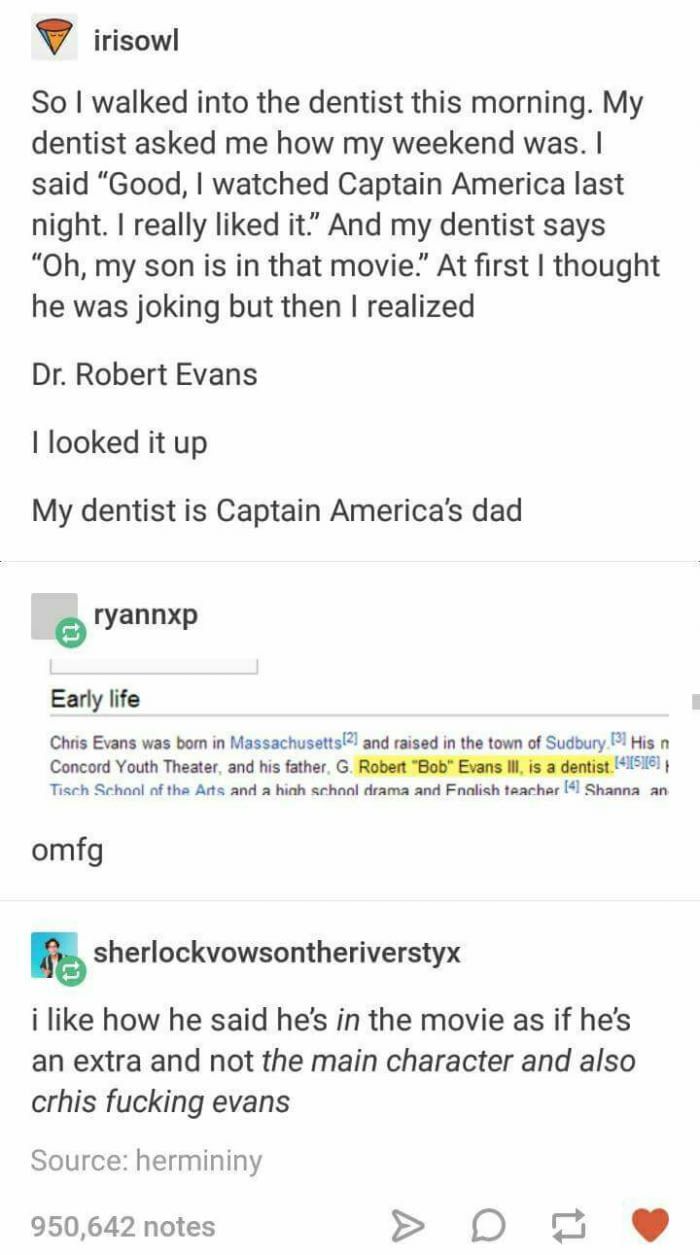 irisowl
So I walked into the dentist this morning. My
dentist asked me how my weekend was. I
said “Good, I watched Captain America last
night. I really liked it.” And my dentist says
“Oh, my son is in that movie.” At first I thought
he was joking but then I realized
Dr. Robert Evans
I looked it up
My dentist is Captain America’s dad
ryannxp
Early life
Chris Evans was born in Massachusetts[2] and raised in the town of Sudbury.[3] His
Concord Youth Theater, and his father, G. Robert "Bob" Evans III, is a dentist.[4][5][6]
Tisch School of the Arts and a high school drama and English teacher [4] Shanna an
omfg
sherlockvowsontheriverstyx
i like how he said he’s in the movie as if he’s
an extra and not the main character and also
crhis fucking evans
Source: hermininy
950,642 notes